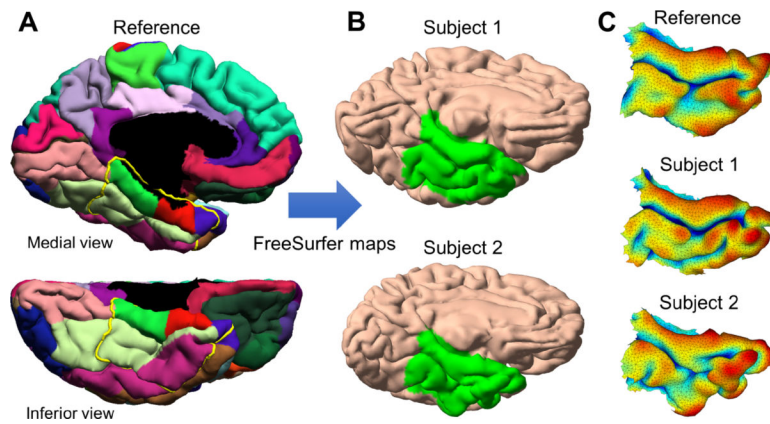 A
Reference
Medial view
Inferior view
FreeSurfer maps
B
Subject 1
Subject 2
C
Reference
Subject 1
Subject 2